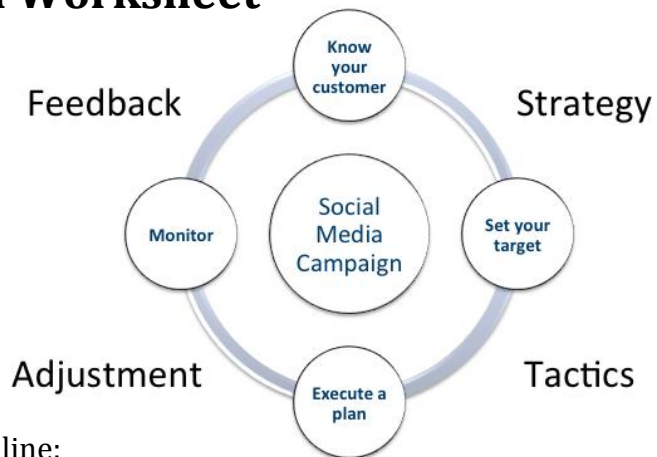 Worksheet
Know
your
customer
Feedback
Strategy
Monitor
Social
Media
Campaign
Set your
target
Adjustment
Tactics
Execute a
plan
line: